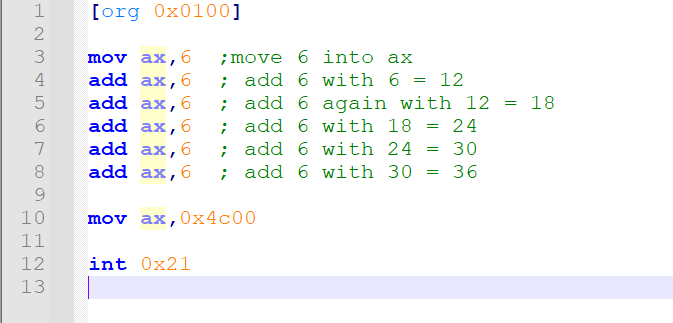 1 [org 0x0100]
2
3 mov ax,6  ;move 6 into ax
4 add ax,6  ; add 6 with 6 = 12
5 add ax,6  ; add 6 again with 12 = 18
6 add ax,6  ; add 6 with 18 = 24
7 add ax,6  ; add 6 with 24 = 30
8 add ax,6  ; add 6 with 30 = 36
9
10 mov ax,0x4c00
11
12 int 0x21
13